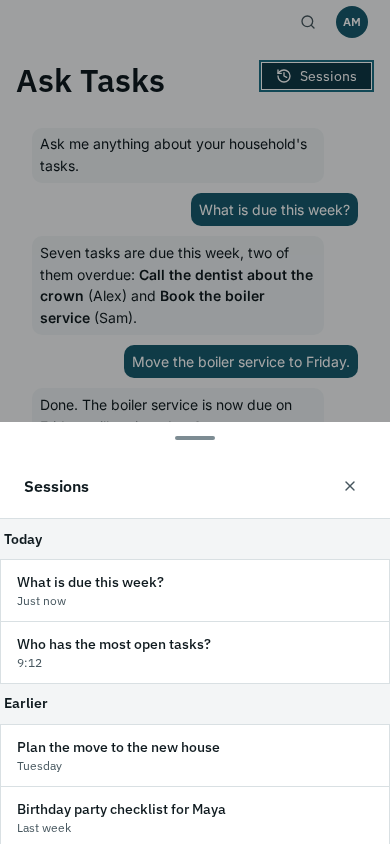 AM
Ask Tasks
Sessions
Ask me anything about your household's
tasks.
What is due this week?
Seven tasks are due this week, two of
them overdue: Call the dentist about the
crown (Alex) and Book the boiler
service (Sam).
Move the boiler service to Friday.
Done. The boiler service is now due on
Sessions
Today
What is due this week?
Just now
Who has the most open tasks?
9:12
Earlier
Plan the move to the new house
Tuesday
Birthday party checklist for Maya
Last week